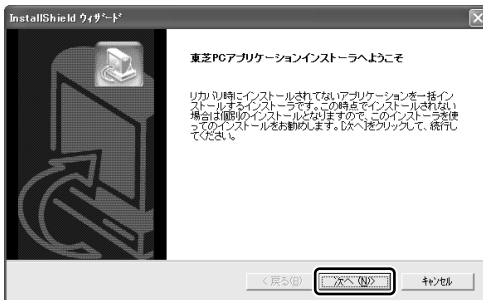 InstallShield ｳｨｻﾞｰﾄﾞ
東芝PCアプリケーションインストーラへようこそ
リカバリ時にインストールされてないアプリケーションを一括イン
ストールするインストーラです。この時点でインストールされない
場合は個別のインストールとなりますので、このインストーラを使
ってのインストールをお勧めします。[次へ]をクリックして、続行し
てください。
< 戻る(B)
次へ (N)>
キャンセル